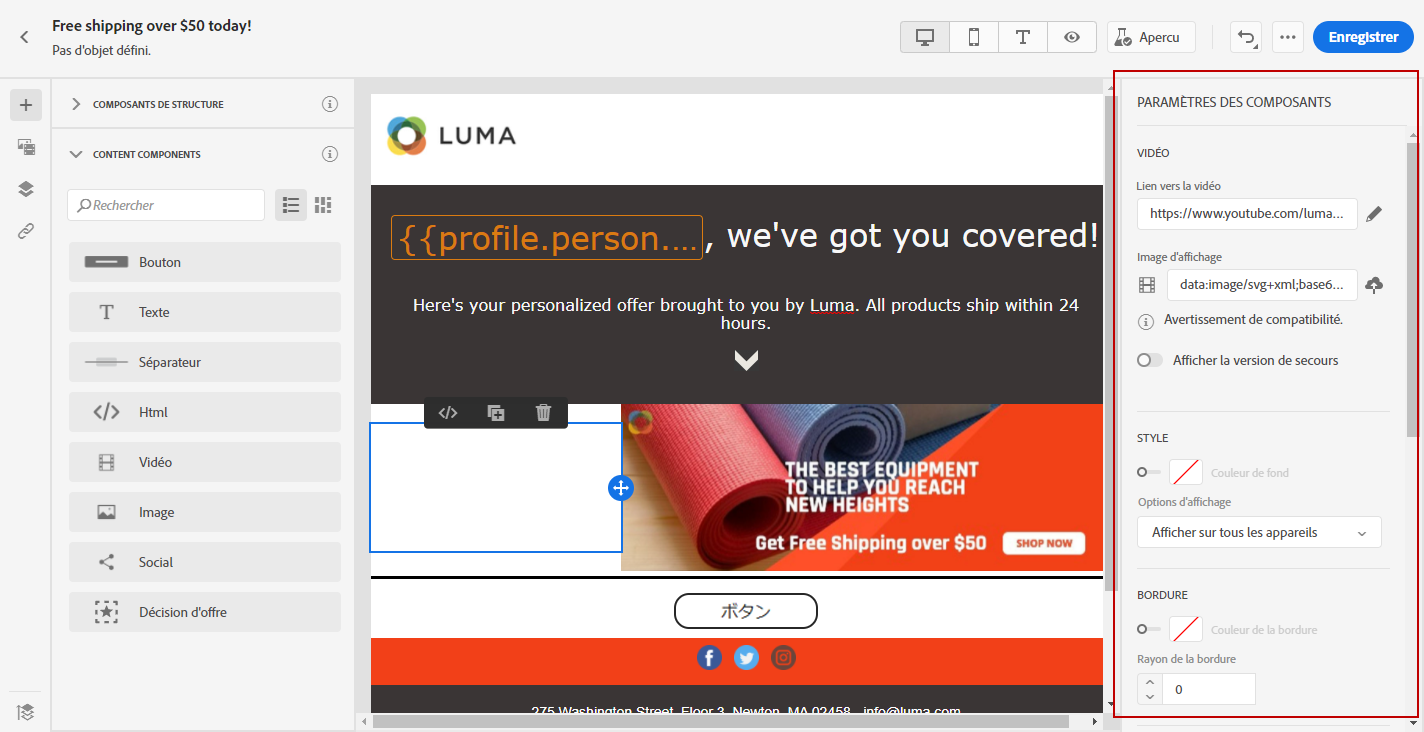 Free shipping over $50 today!
Pas d'objet défini.
Apercu
Enregistrer
COMPOSANTS DE STRUCTURE
CONTENT COMPONENTS
Rechercher
Bouton
Texte
Séparateur
Html
Vidéo
Image
Social
Décision d'offre
LUMA
{{profile.person.... , we've got you covered!
Here's your personalized offer brought to you by Luma. All products ship within 24
hours.
THE BEST EQUIPMENT
TO HELP YOU REACH
NEW HEIGHTS
Get Free Shipping over $50
SHOP NOW
ボタン
275 Washington Street, Floor 3, Newton, MA 02458 info@luma.com
PARAMÈTRES DES COMPOSANTS
VIDÉO
Lien vers la vidéo
https://www.youtube.com/luma...
Image d'affichage
data:image/svg+xml;base6...
Avertissement de compatibilité.
Afficher la version de secours
STYLE
Couleur de fond
Options d'affichage
Afficher sur tous les appareils
BORDURE
Couleur de la bordure
Rayon de la bordure
0